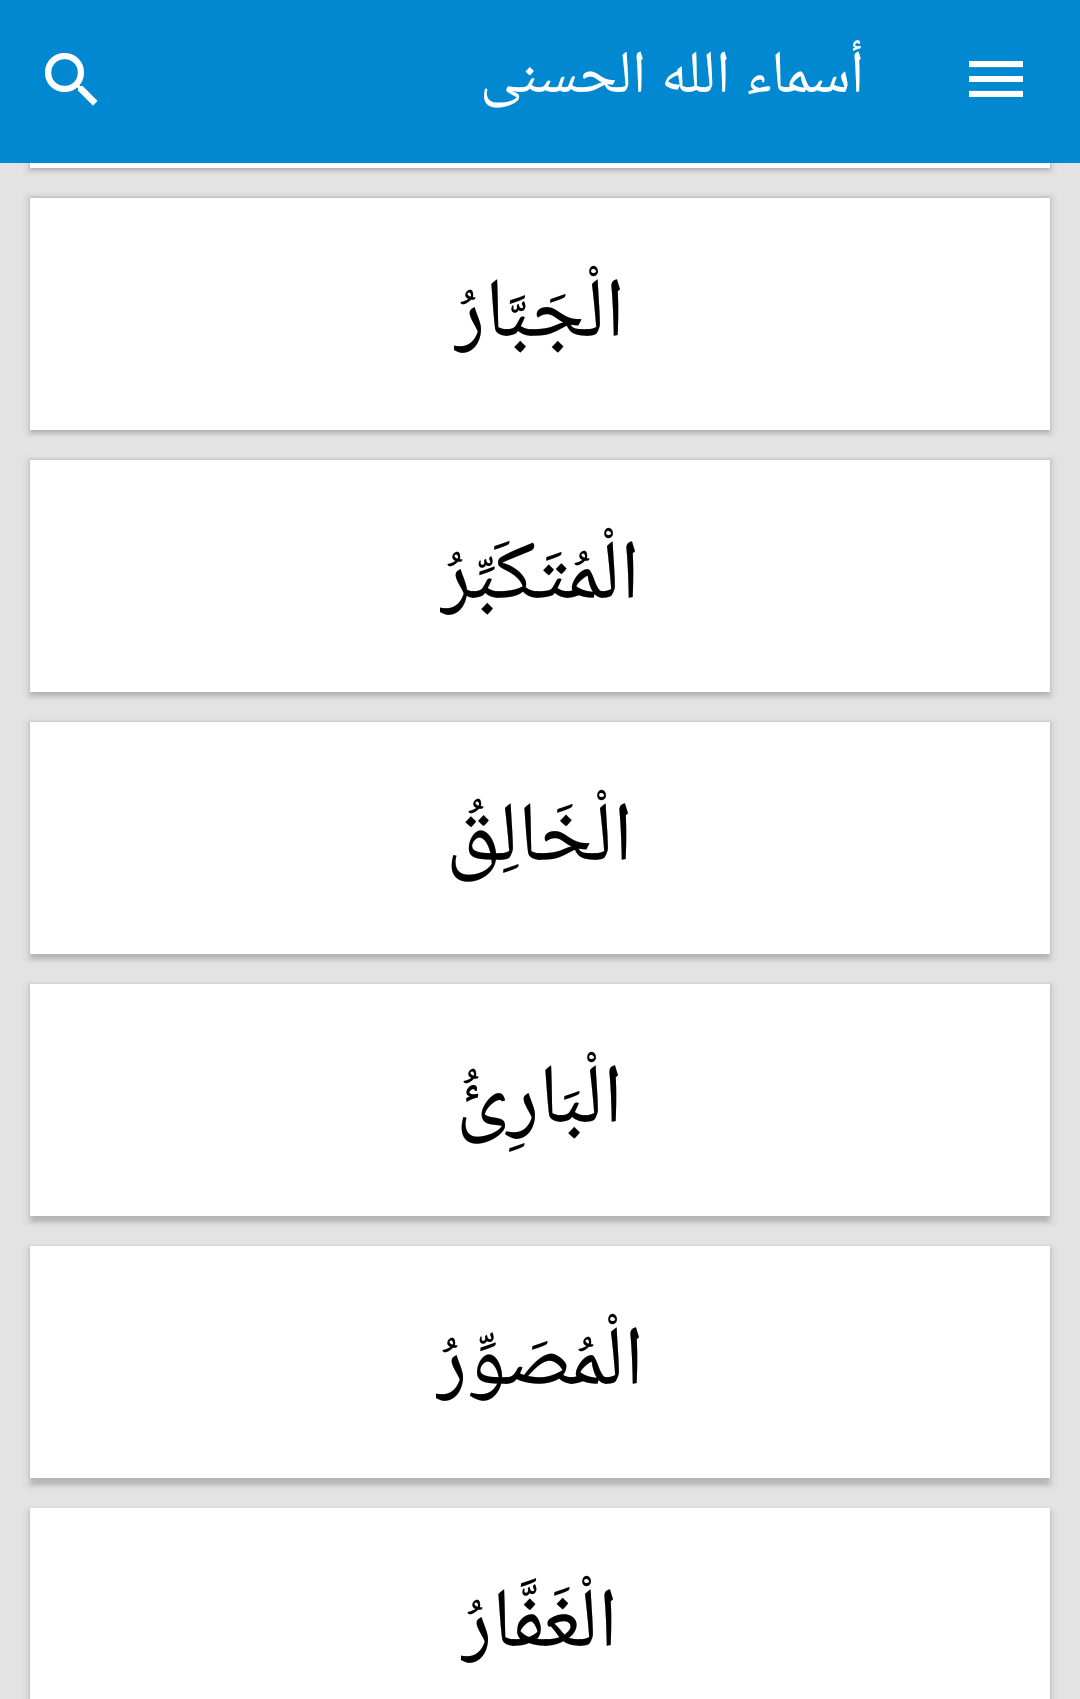 أسماء الله الحسنى
الْجَبَّارُ
الْمُتَكَبِّرُ
الْخَالِقُ
الْبَارِئُ
الْمُصَوِّرُ
الْغَفَّارُ